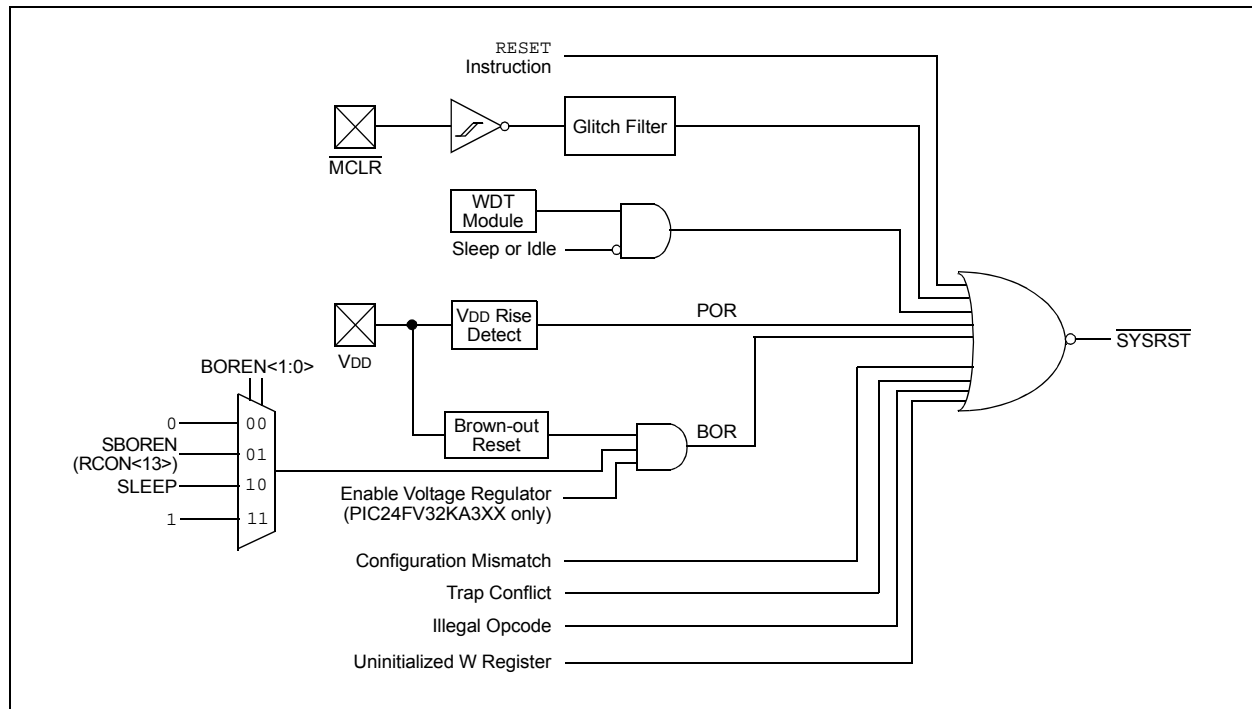 RESET
Instruction
Glitch Filter
MCLR
WDT
Module
Sleep or Idle
VDD Rise
Detect
POR
VDD
SYSRST
BOREN<1:0>
0
00
SBOREN
(RCON<13>)
01
SLEEP
10
1
11
Brown-out
Reset
BOR
Enable Voltage Regulator
(PIC24FV32KA3XX only)
Configuration Mismatch
Trap Conflict
Illegal Opcode
Uninitialized W Register